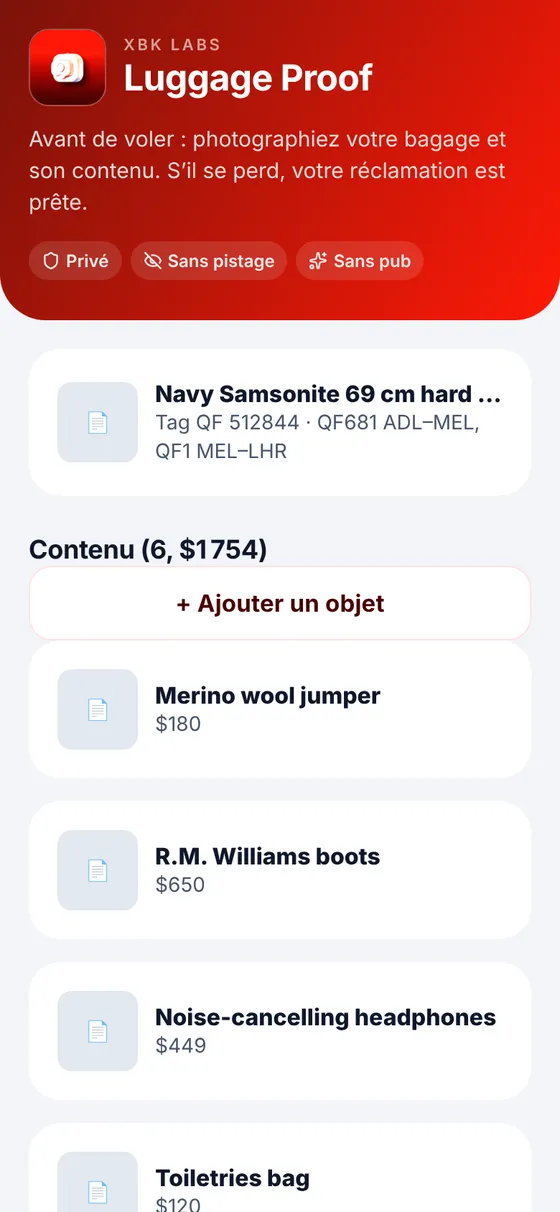 XBK LABS
Luggage Proof
Avant de voler : photographiez votre bagage et
son contenu. S’il se perd, votre réclamation est
prête.
Privé
Sans pistage
Sans pub
Navy Samsonite 69 cm hard ...
Tag QF 512844 · QF681 ADL–MEL,
QF1 MEL–LHR
Contenu (6, $1 754)
+ Ajouter un objet
Merino wool jumper
$180
R.M. Williams boots
$650
Noise-cancelling headphones
$449
Toiletries bag
$120